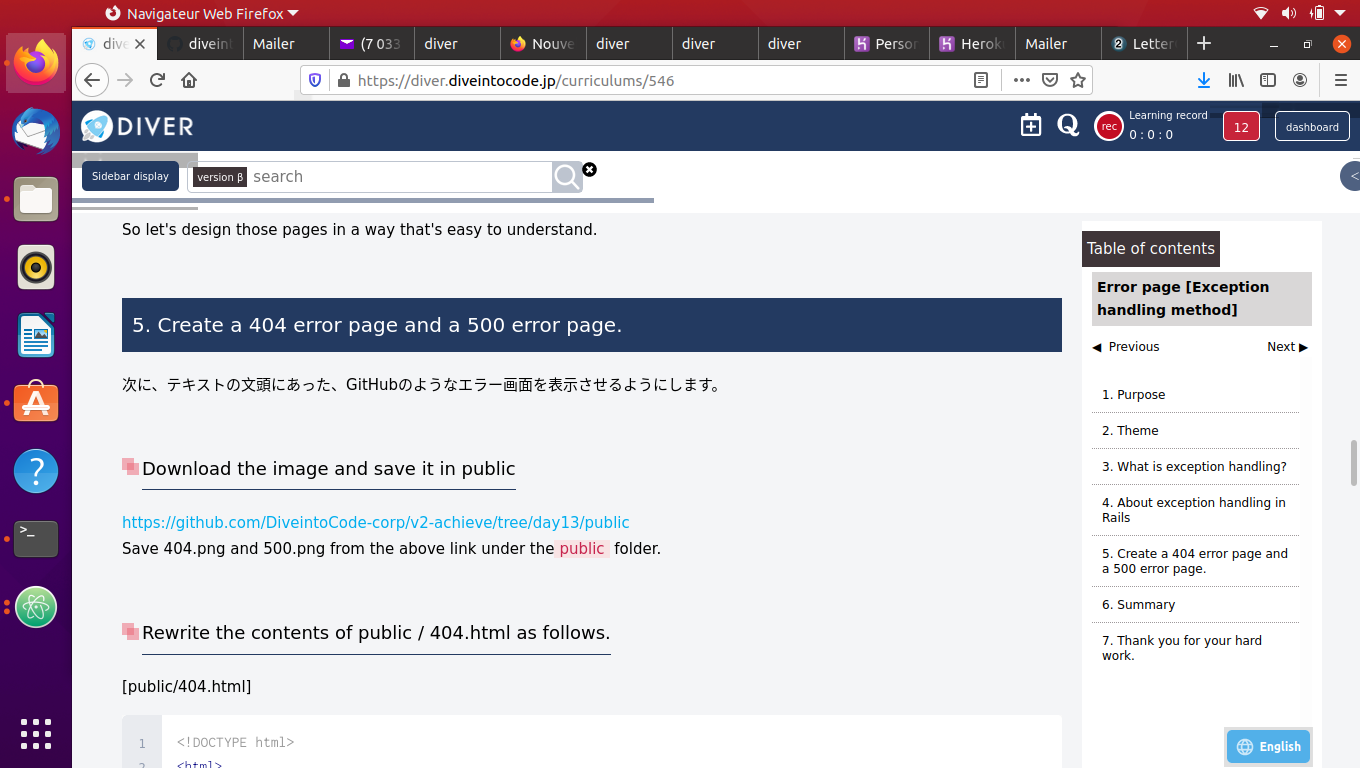 Navigateur Web Firefox
dive
diveint
Mailer
(7 033
diver
Nouve
diver
diver
diver
Person
Heroku
Mailer
Letter
https://diver.diveintocode.jp/curriculums/546
DIVER
Q
rec
Learning record
0 : 0 : 0
12
dashboard
Sidebar display
version β
search
<
So let's design those pages in a way that's easy to understand.
5. Create a 404 error page and a 500 error page.
次に、テキストの文頭にあった、GitHubのようなエラー画面を表示させるようにします。
Download the image and save it in public
https://github.com/DiveintoCode-corp/v2-achieve/tree/day13/public
Save 404.png and 500.png from the above link under the public folder.
Rewrite the contents of public / 404.html as follows.
[public/404.html]
1 <!DOCTYPE html>
2 <html>
Table of contents
Error page [Exception
handling method]
◀ Previous
Next ▶
1. Purpose
2. Theme
3. What is exception handling?
4. About exception handling in
Rails
5. Create a 404 error page and
a 500 error page.
6. Summary
7. Thank you for your hard
work.
English